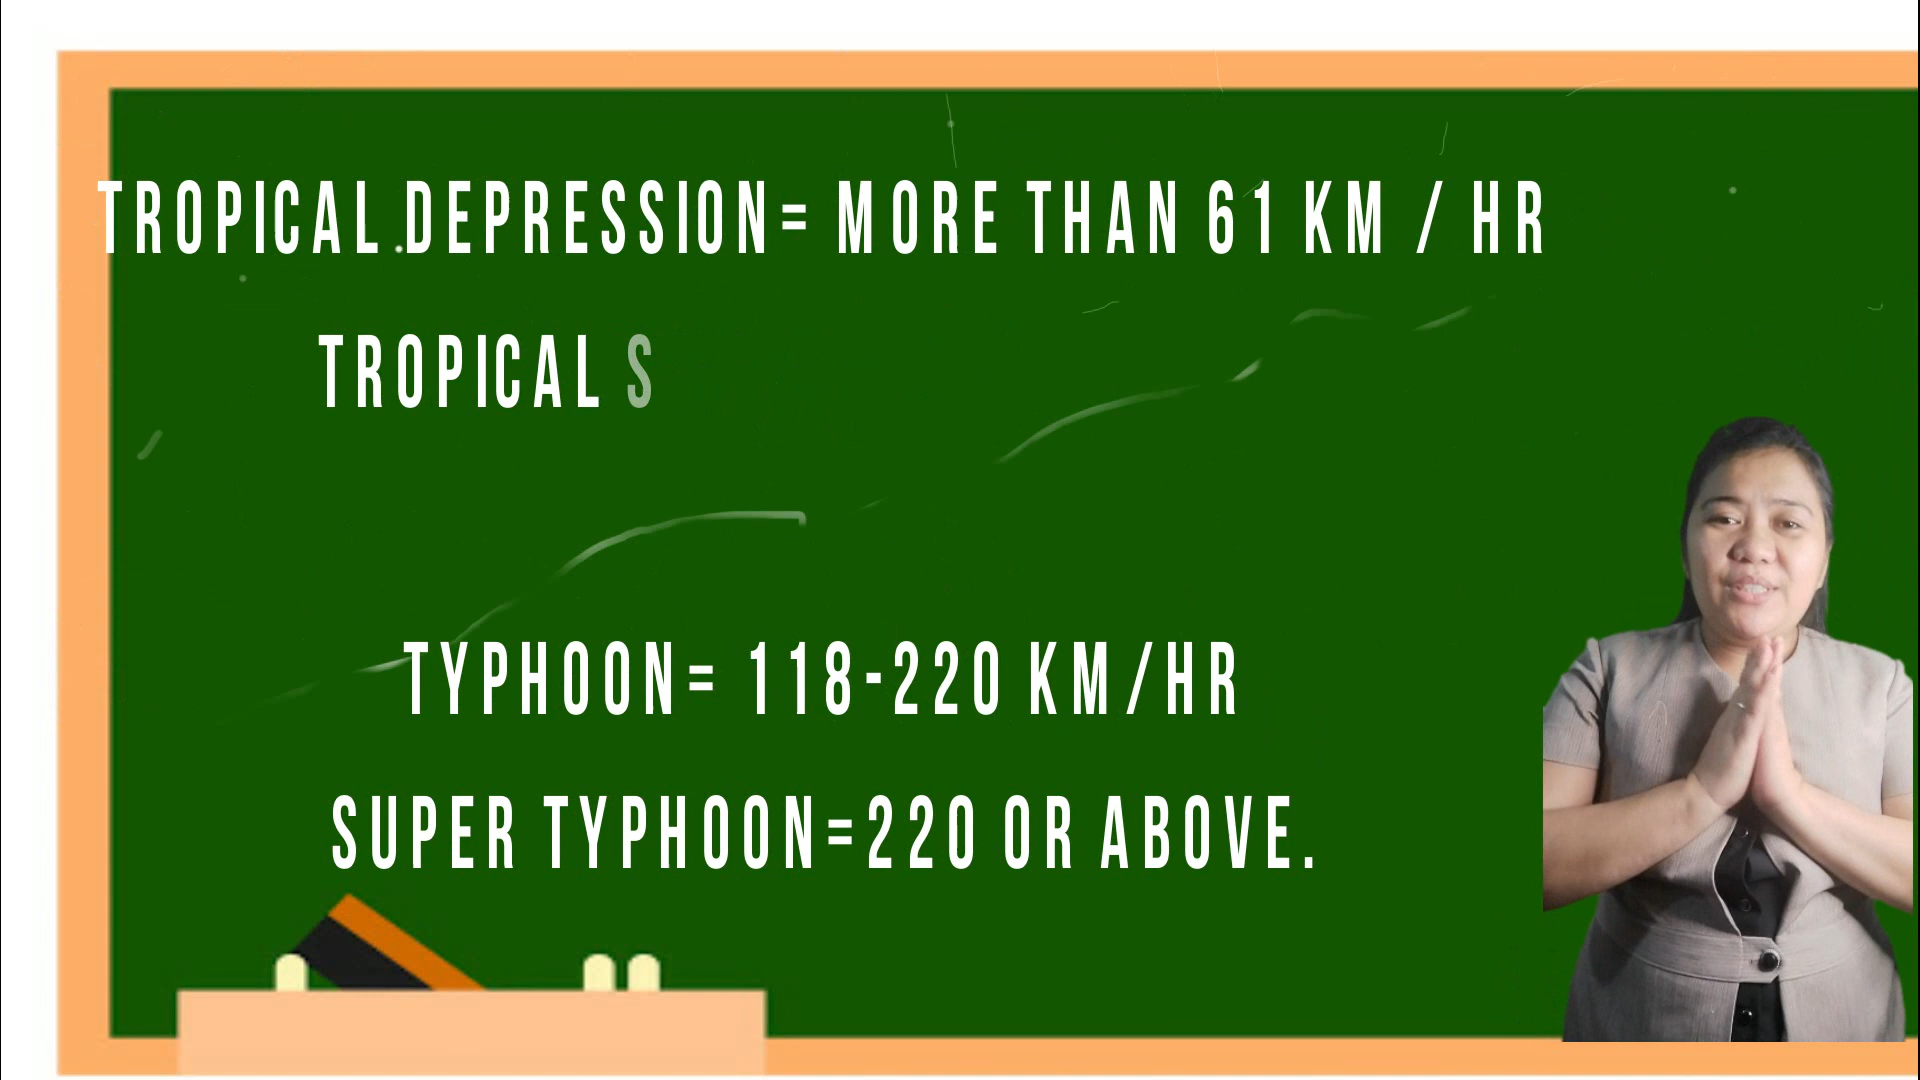 TROPICAL DEPRESSION= MORE THAN 61 KM / HR
TROPICAL S
TYPHOON= 118-220 KM/HR
SUPER TYPHOON=220 OR ABOVE.